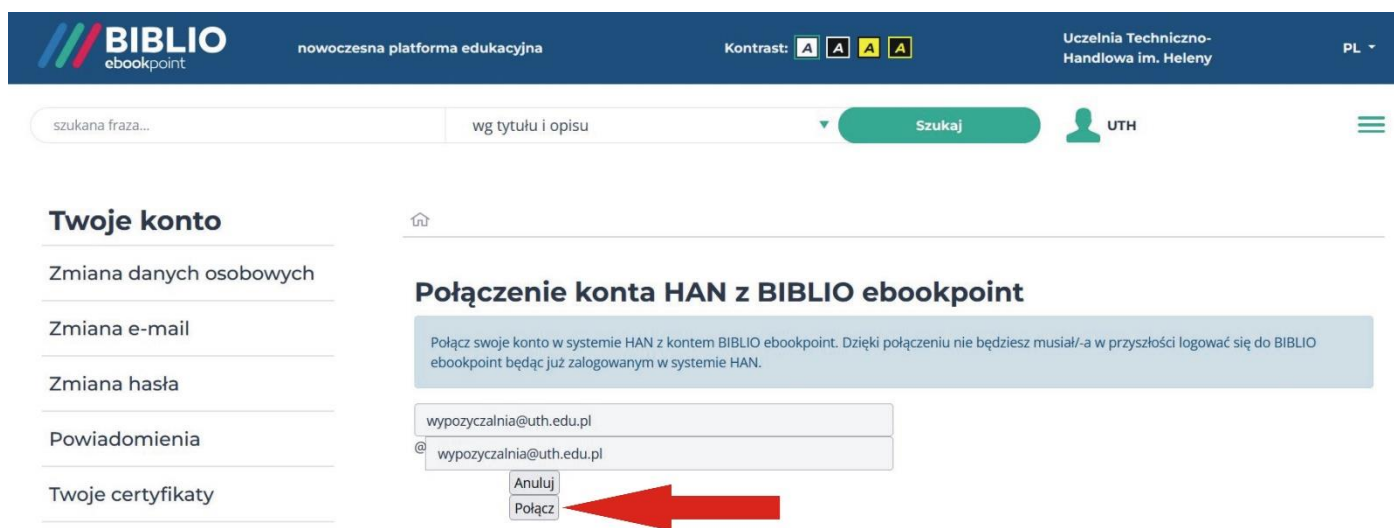 BIBLIO
ebookpoint
nowoczesna platforma edukacyjna
Kontrast: A A A A
Uczelnia Techniczno-
Handlowa im. Heleny
PL
szukana fraza...
wg tytułu i opisu
Szukaj
UTH
Twoje konto
Zmiana danych osobowych
Zmiana e-mail
Zmiana hasła
Powiadomienia
Twoje certyfikaty
Połączenie konta HAN z BIBLIO ebookpoint
Połącz swoje konto w systemie HAN z kontem BIBLIO ebookpoint. Dzięki połączeniu nie będziesz musiał/-a w przyszłości logować się do BIBLIO
ebookpoint będąc już zalogowanym w systemie HAN.
wypozyczalnia@uth.edu.pl
@ wypozyczalnia@uth.edu.pl
Anuluj
Połącz